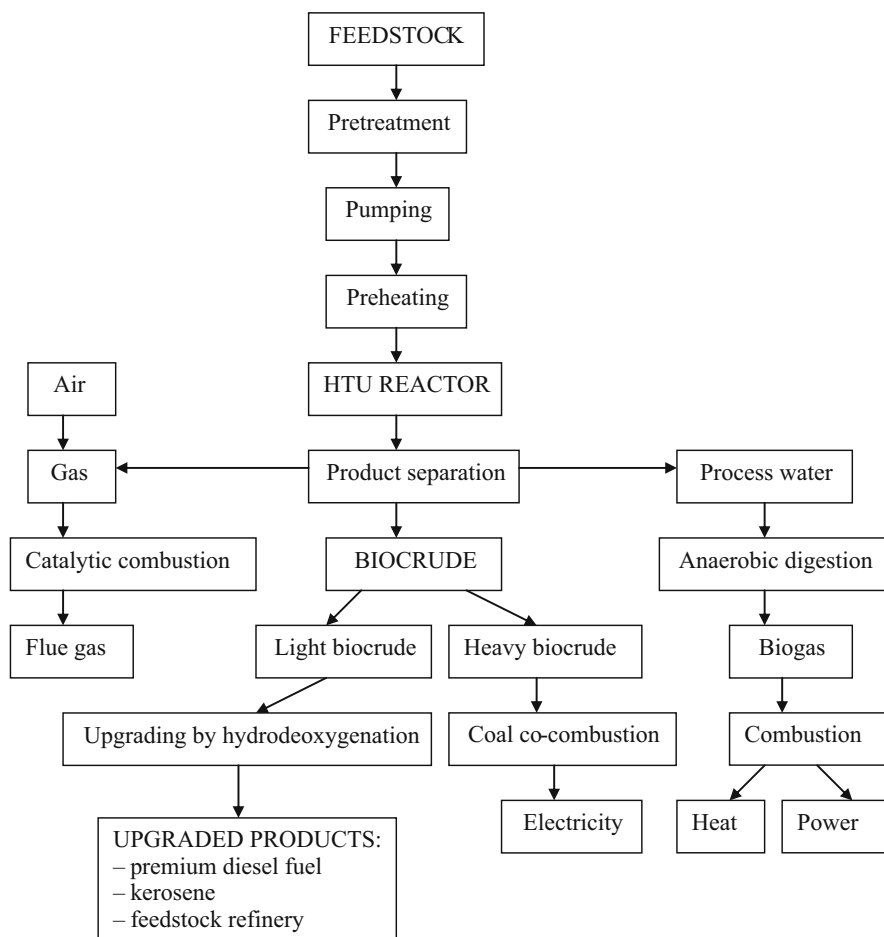 FEEDSTOCK
Pretreatment
Pumping
Preheating
Air
HTU REACTOR
Gas
Product separation
Process water
Catalytic combustion
BIOCRUDE
Anaerobic digestion
Flue gas
Light biocrude
Heavy biocrude
Biogas
Upgrading by hydrodeoxygenation
Coal co-combustion
Combustion
UPGRADED PRODUCTS:
– premium diesel fuel
– kerosene
– feedstock refinery
Electricity
Heat
Power